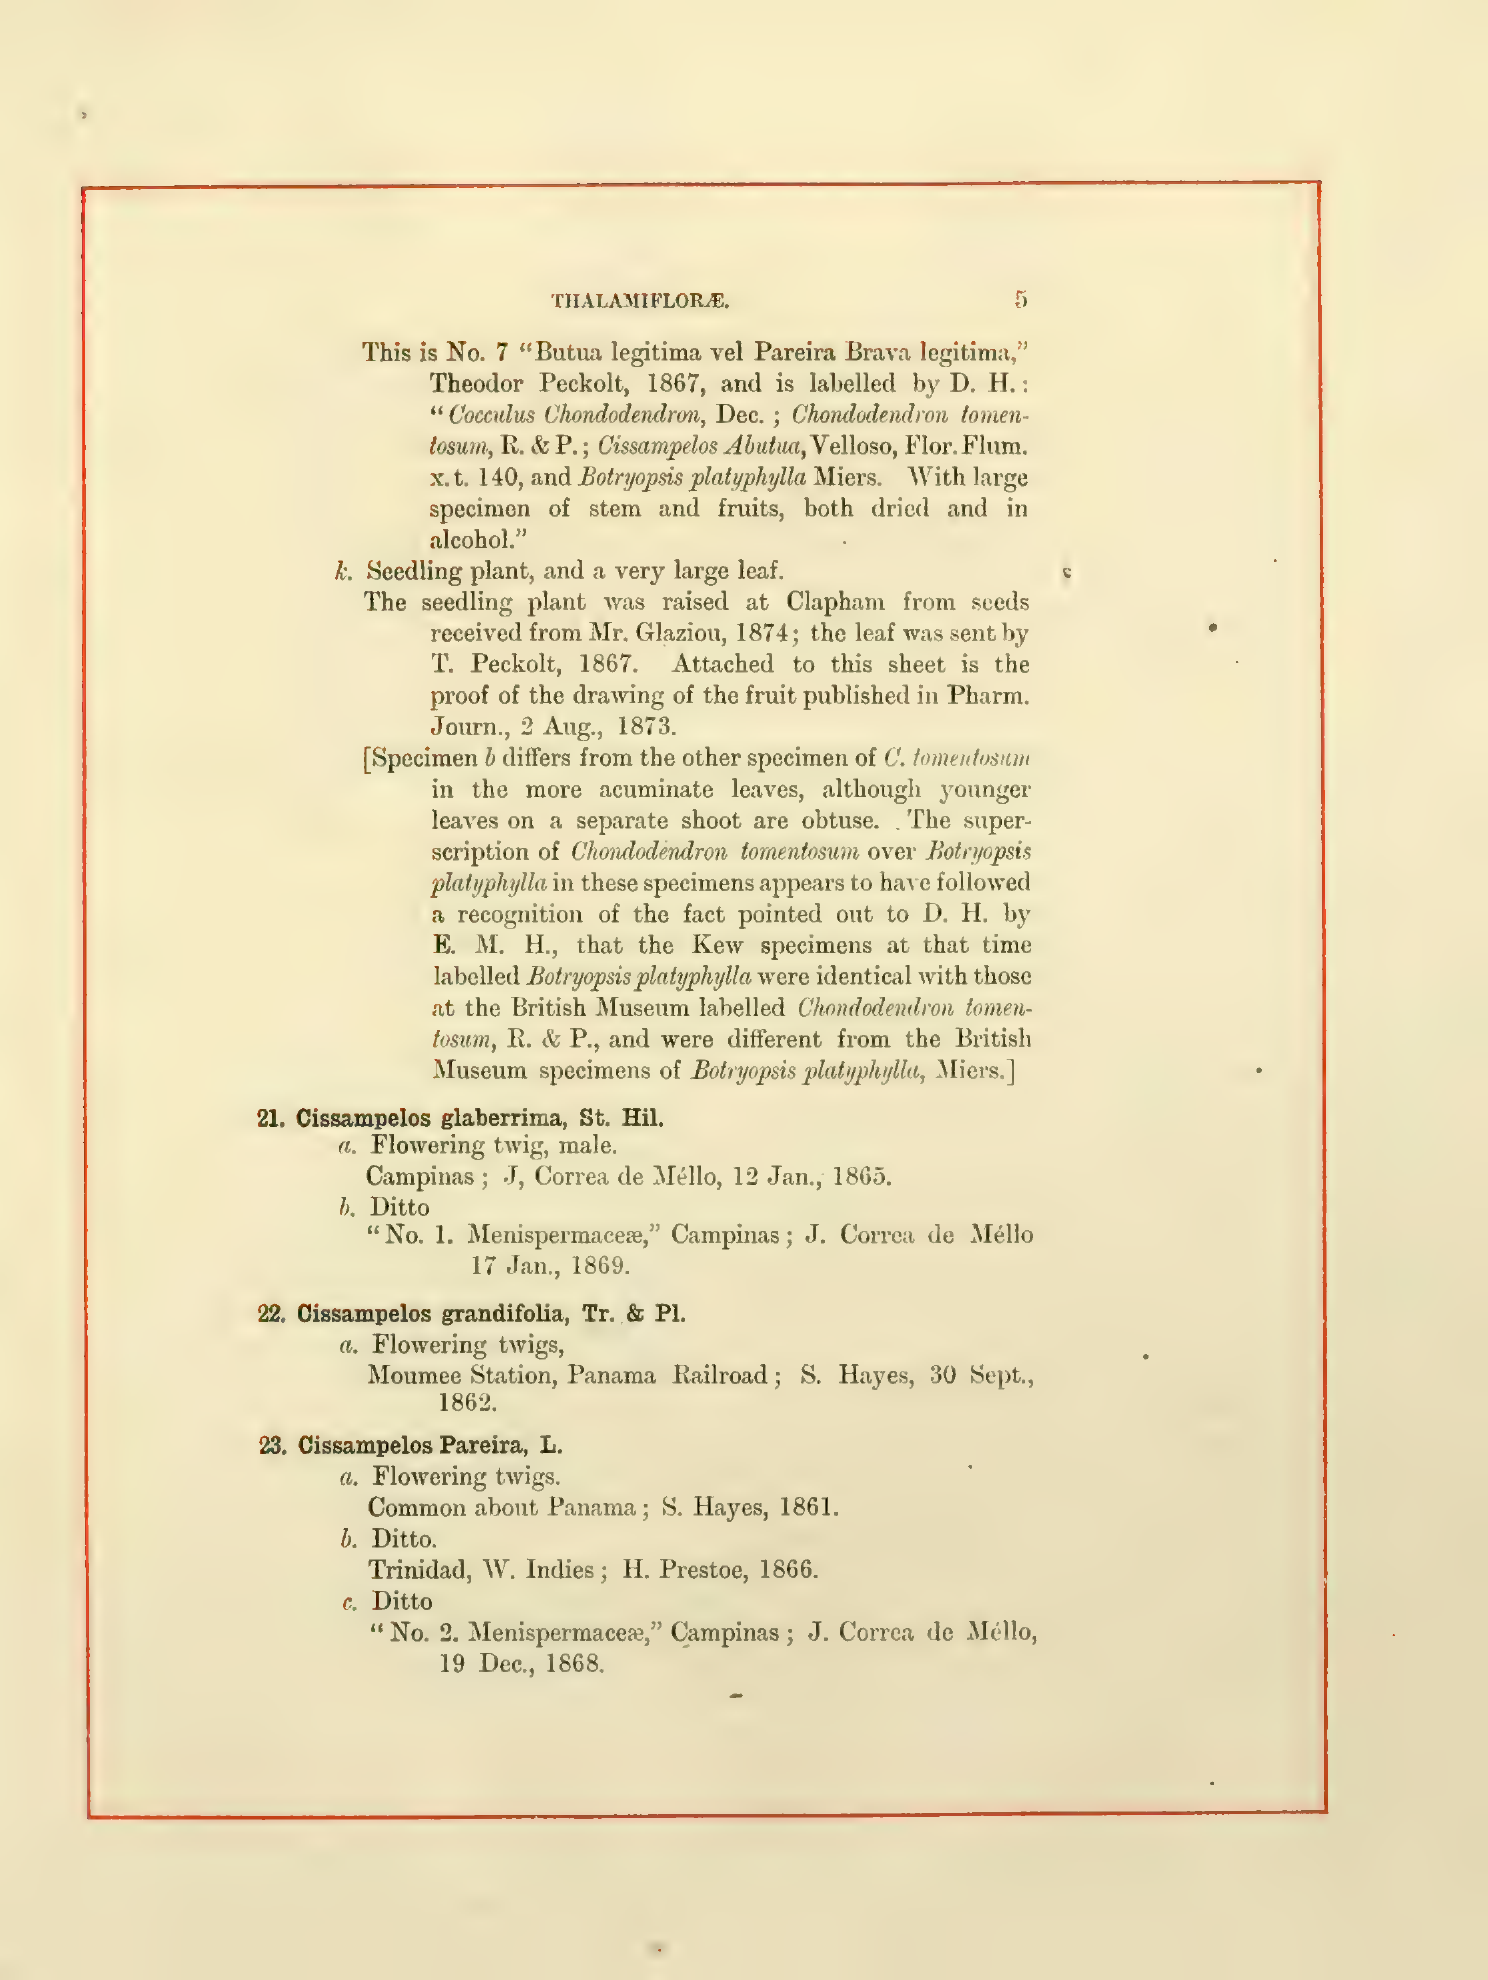 THALAMIFLORÆ. 5
This is No. 7 “Butua legitima vel Pareira Brava legitima,”
Theodor Peckolt, 1867, and is labelled by D. H. :
“Cocculus Chondodendron, Dec. ; Chondodendron tomen-
tosum, R. & P. ; Cissampelos Abutua, Velloso, Flor. Flum.
x. t. 140, and Botryopsis platyphylla Miers. With large
specimen of stem and fruits, both dried and in
alcohol.”
k. Seedling plant, and a very large leaf.
The seedling plant was raised at Clapham from seeds
received from Mr. Glaziou, 1874; the leaf was sent by
T. Peckolt, 1867. Attached to this sheet is the
proof of the drawing of the fruit published in Pharm.
Journ., 2 Aug., 1873.
[Specimen b differs from the other specimen of C. tomentosum
in the more acuminate leaves, although younger
leaves on a separate shoot are obtuse. The super-
scription of Chondodendron tomentosum over Botryopsis
platyphylla in these specimens appears to have followed
a recognition of the fact pointed out to D. H. by
E. M. H., that the Kew specimens at that time
labelled Botryopsis platyphylla were identical with those
at the British Museum labelled Chondodendron tomen-
tosum, R. & P., and were different from the British
Museum specimens of Botryopsis platyphylla, Miers.]
21. Cissampelos glaberrima, St. Hil.
a. Flowering twig, male.
Campinas ; J, Correa de Méllo, 12 Jan., 1865.
b. Ditto
“No. 1. Menispermaceæ,” Campinas ; J. Correa de Méllo
17 Jan., 1869.
22. Cissampelos grandifolia, Tr. & Pl.
a. Flowering twigs,
Moumee Station, Panama Railroad ; S. Hayes, 30 Sept.,
1862.
23. Cissampelos Pareira, L.
a. Flowering twigs.
Common about Panama ; S. Hayes, 1861.
b. Ditto.
Trinidad, W. Indies ; H. Prestoe, 1866.
c. Ditto
“No. 2. Menispermaceæ,” Campinas ; J. Correa de Méllo,
19 Dec., 1868.